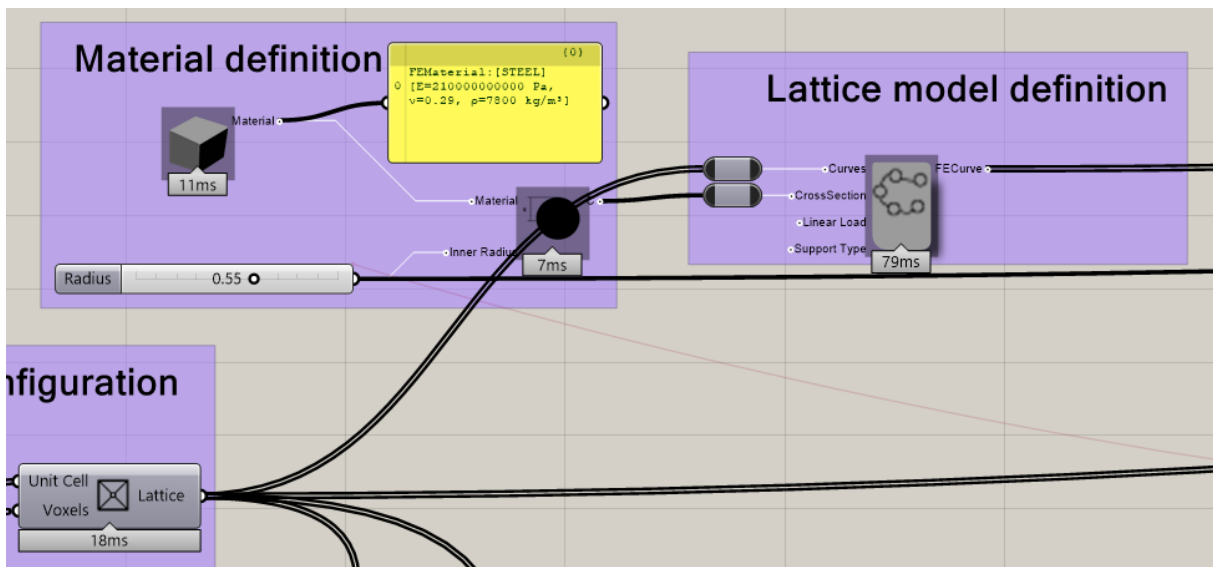 Material definition
{0}
FEMaterial:[STEEL]
0 [E=210000000000 Pa,
ν=0.29, ρ=7800 kg/m³]
Material
11ms
Material
Inner Radius
7ms
Radius 0.55
Lattice model definition
Curves FECurve
CrossSection
Linear Load
Support Type
79ms
nfiguration
Unit Cell
Voxels
Lattice
18ms